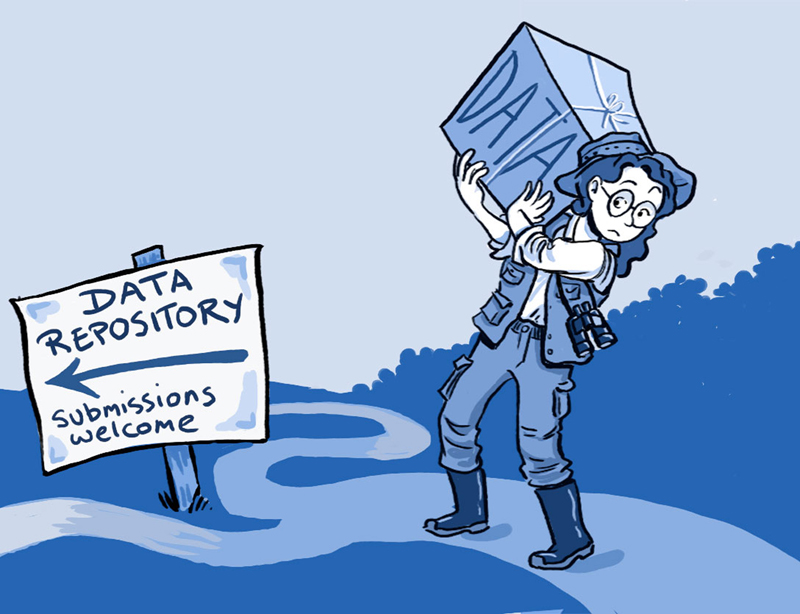 DATA
DATA
REPOSITORY
submissions
welcome